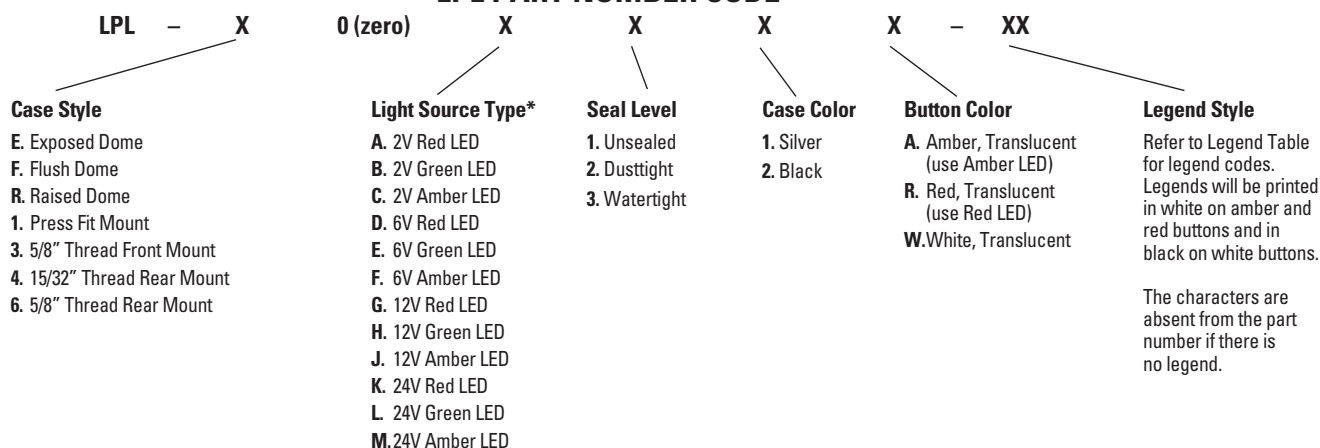 LPL PART NUMBER CODE
LPL – X 0 (zero) X X X X – XX
Case Style
E. Exposed Dome
F. Flush Dome
R. Raised Dome
1. Press Fit Mount
3. 5/8” Thread Front Mount
4. 15/32” Thread Rear Mount
6. 5/8” Thread Rear Mount
Light Source Type*
A. 2V Red LED
B. 2V Green LED
C. 2V Amber LED
D. 6V Red LED
E. 6V Green LED
F. 6V Amber LED
G. 12V Red LED
H. 12V Green LED
J. 12V Amber LED
K. 24V Red LED
L. 24V Green LED
M.24V Amber LED
Seal Level
1. Unsealed
2. Dusttight
3. Watertight
Case Color
1. Silver
2. Black
Button Color
A. Amber, Translucent
(use Amber LED)
R. Red, Translucent
(use Red LED)
W.White, Translucent
Legend Style
Refer to Legend Table
for legend codes.
Legends will be printed
in white on amber and
red buttons and in
black on white buttons.
The characters are
absent from the part
number if there is
no legend.